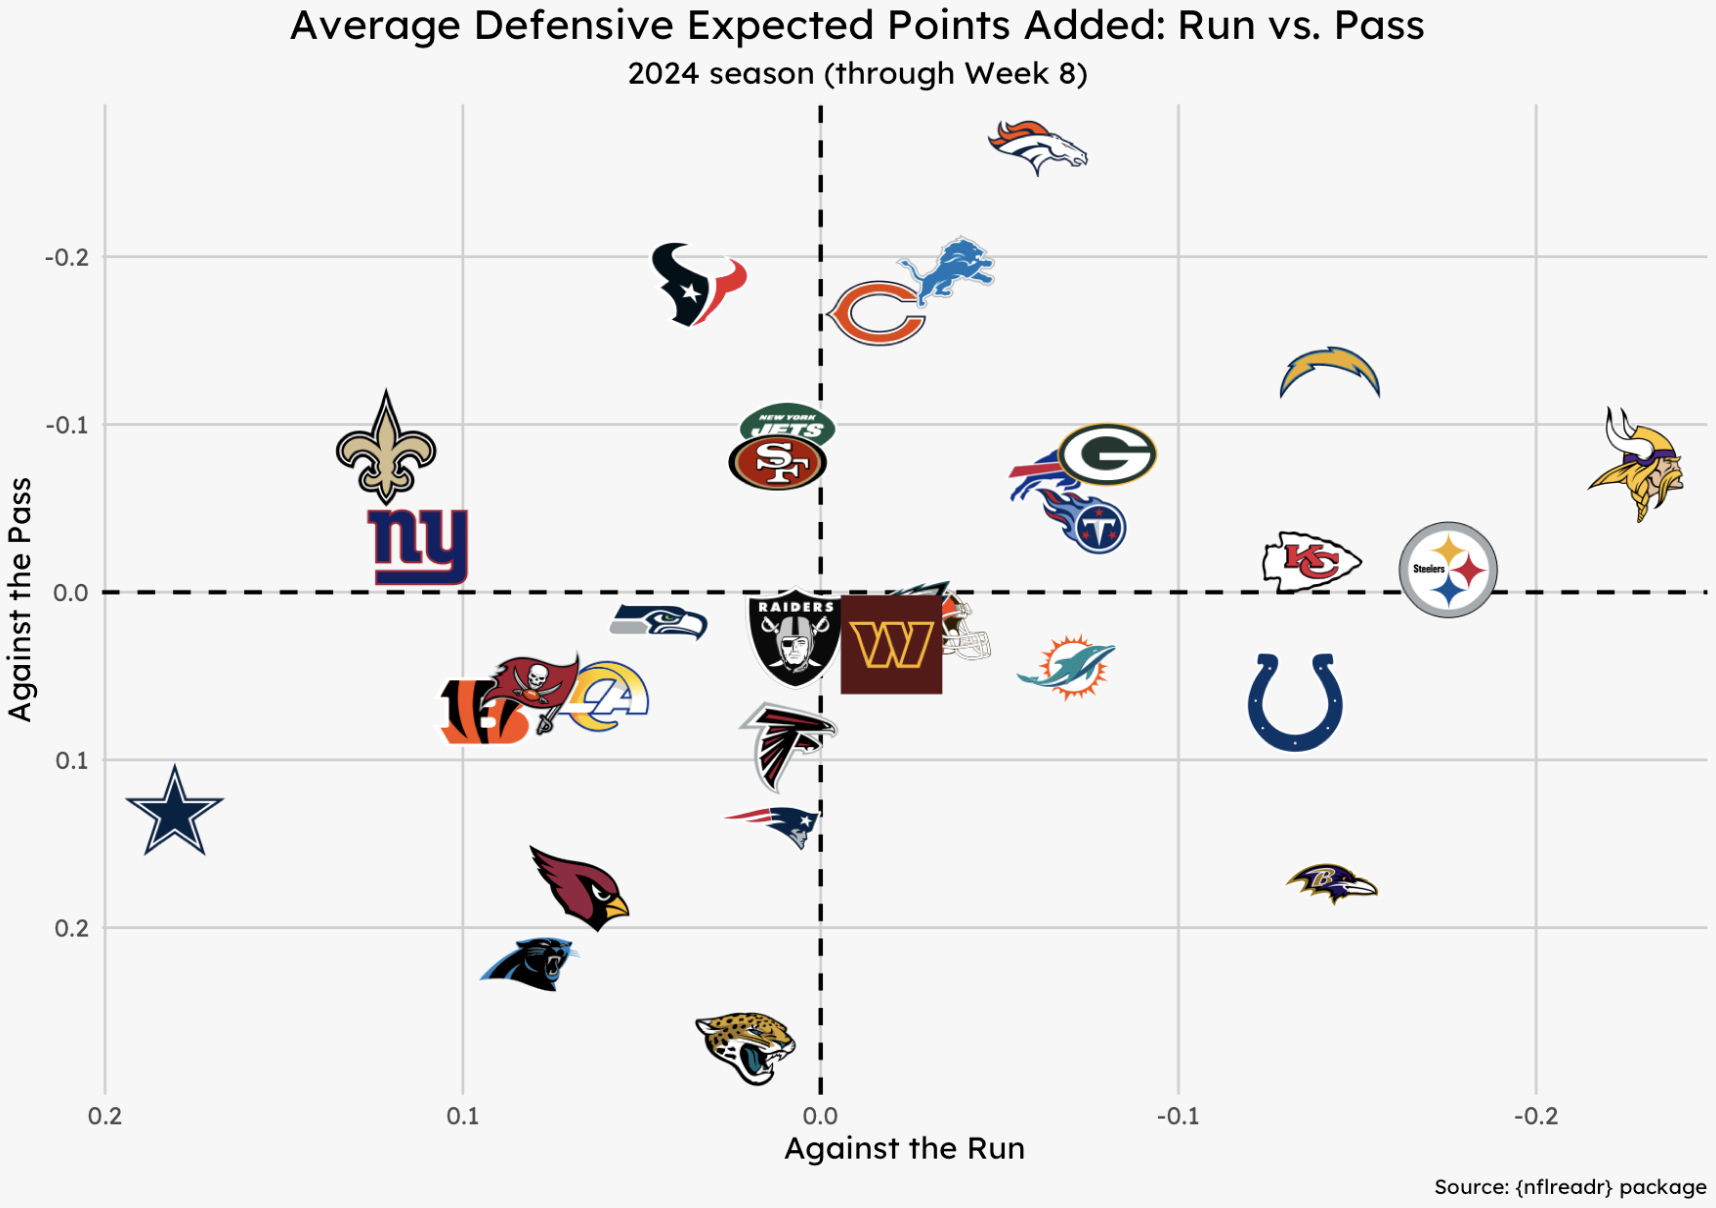 Average Defensive Expected Points Added: Run vs. Pass
2024 season (through Week 8)
Against the Pass
-0.2
-0.1
0.0
0.1
0.2
NEW YORK
JETS
SF
ny
KC
Steelers
RAIDERS
W
LA
B
B
G
T
0.2
0.1
0.0
-0.1
-0.2
Against the Run
Source: {nflreadr} package